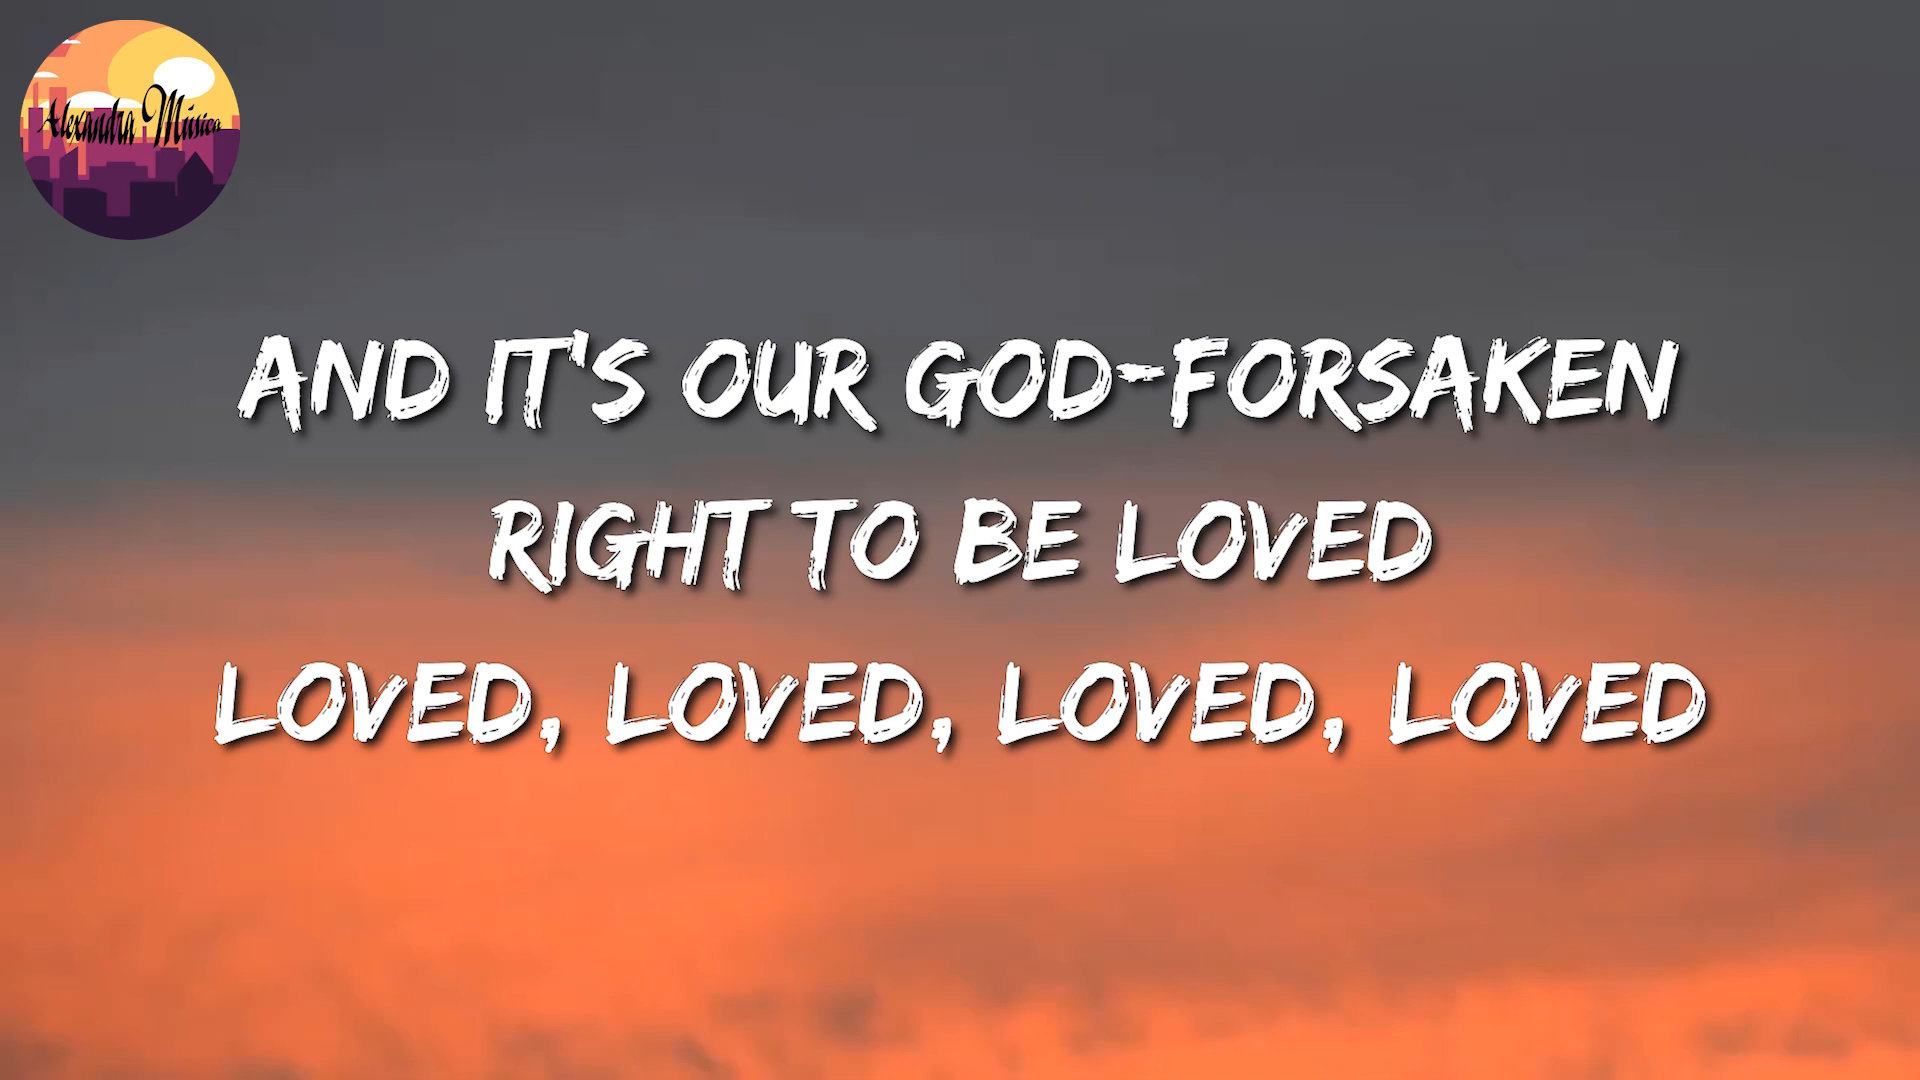 Alexandra Música
AND IT'S OUR GOD-FORSAKEN
RIGHT TO BE LOVED
LOVED, LOVED, LOVED, LOVED